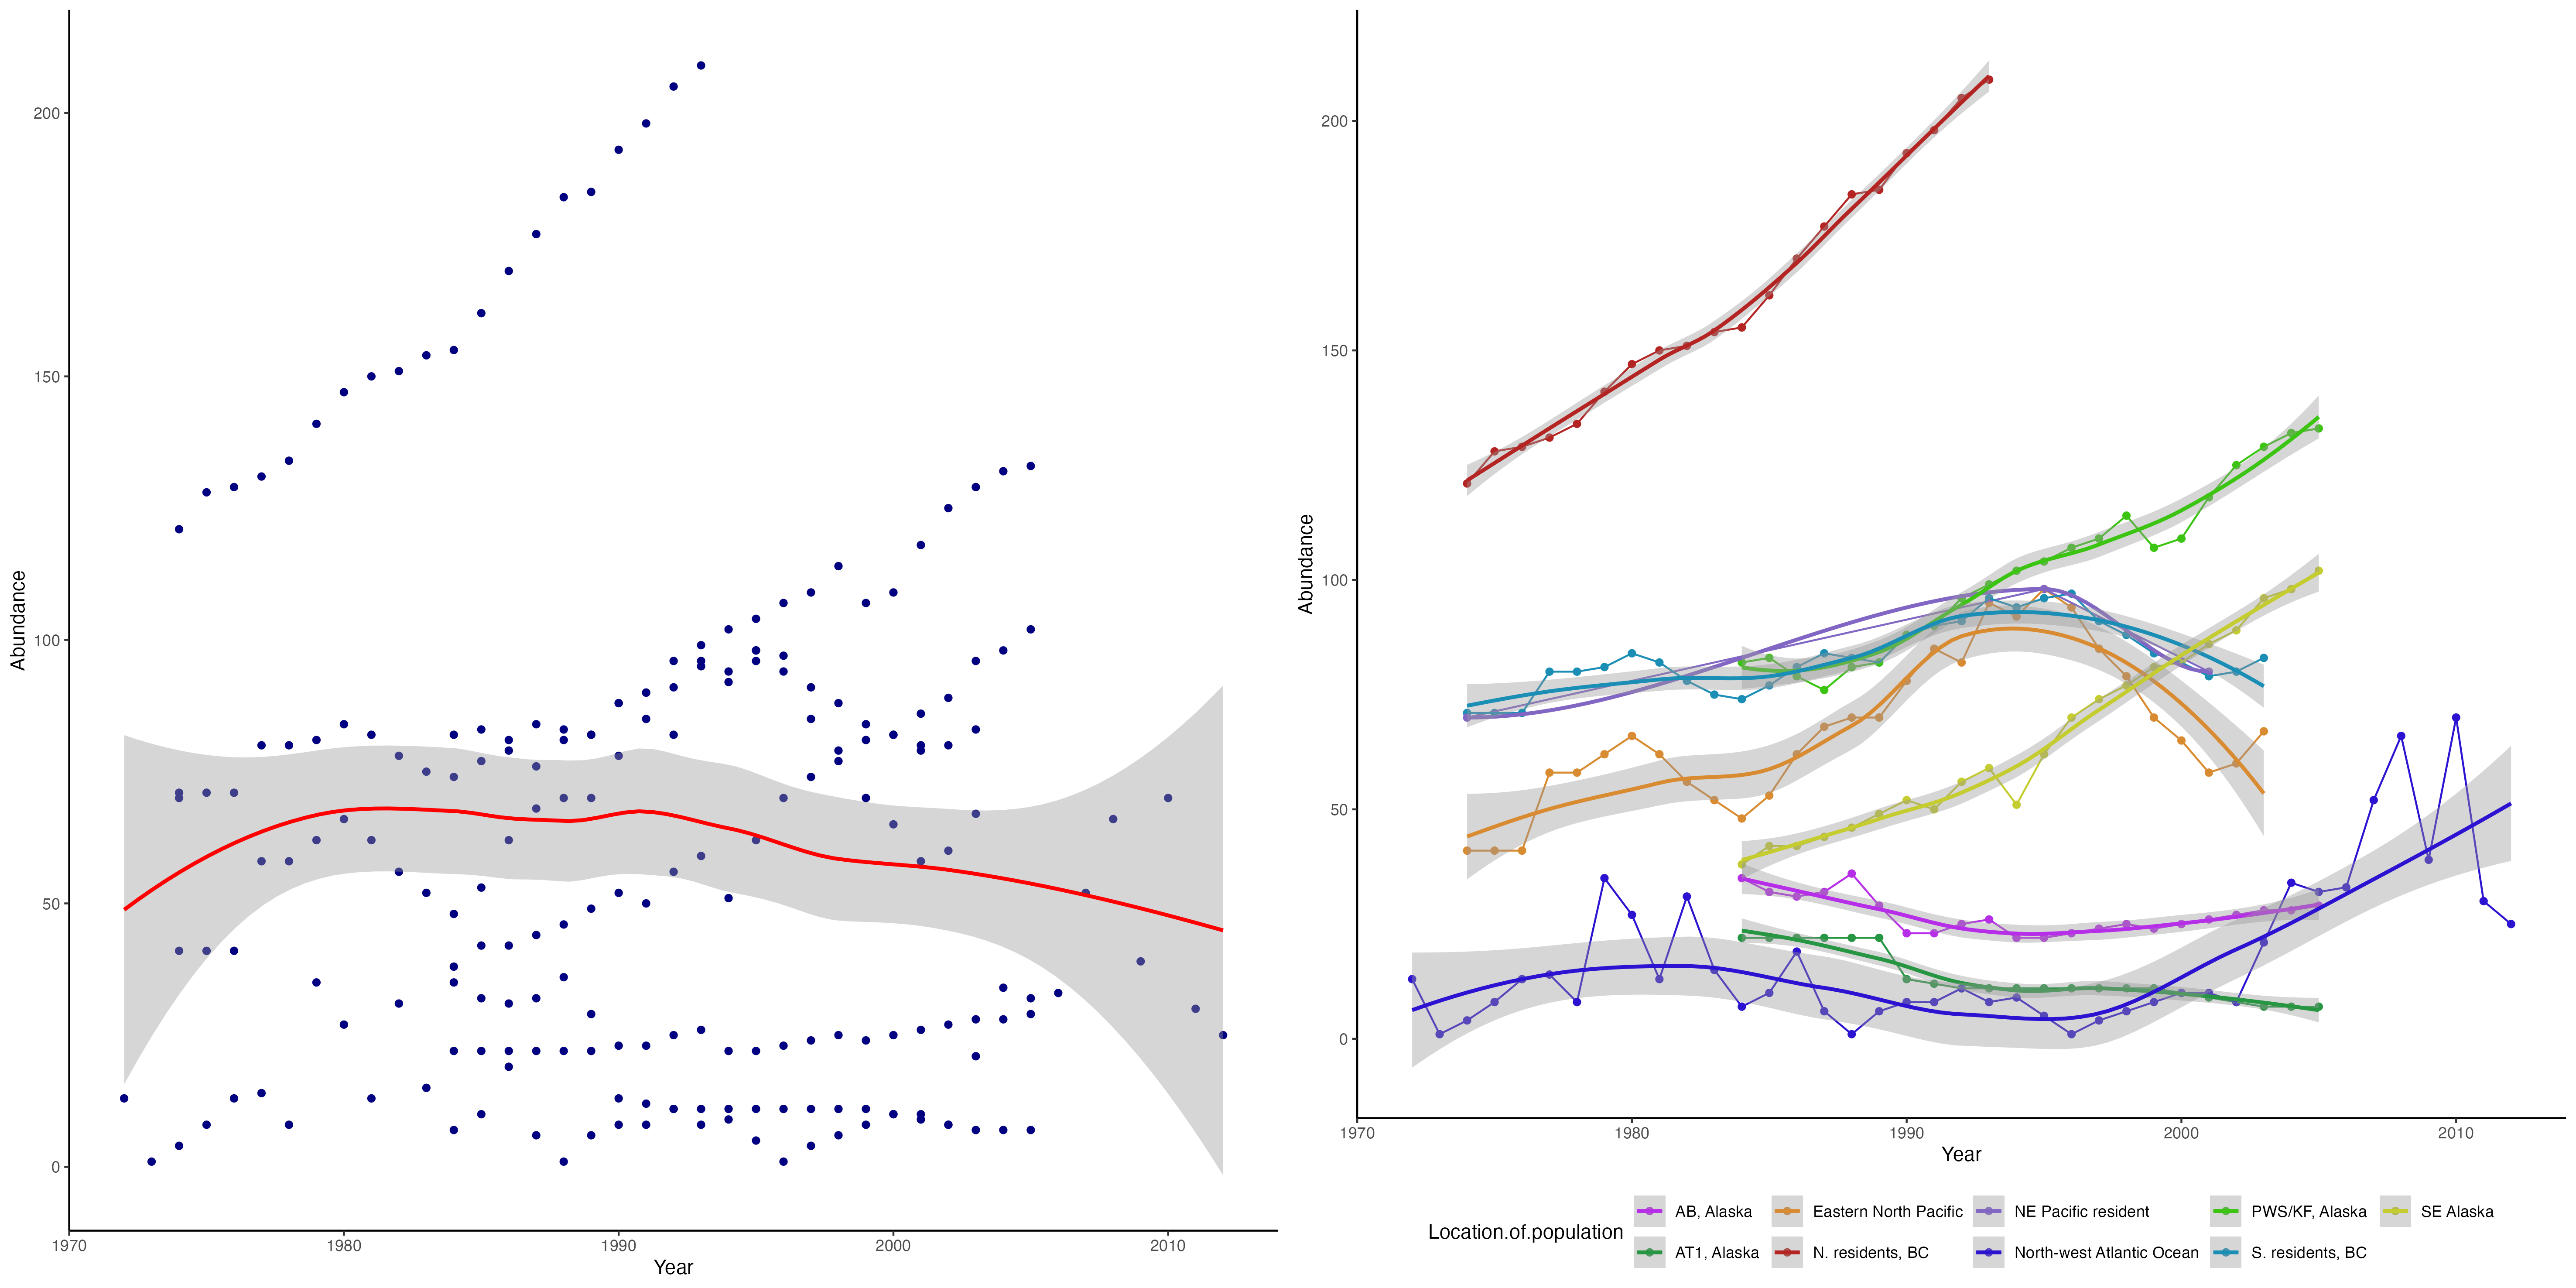 200
150
100
50
0
Abundance
1970 1980 1990 2000 2010
Year
200
150
100
50
0
Abundance
1970 1980 1990 2000 2010
Year
Location.of.population
AB, Alaska Eastern North Pacific NE Pacific resident PWS/KF, Alaska SE Alaska
AT1, Alaska N. residents, BC North-west Atlantic Ocean S. residents, BC